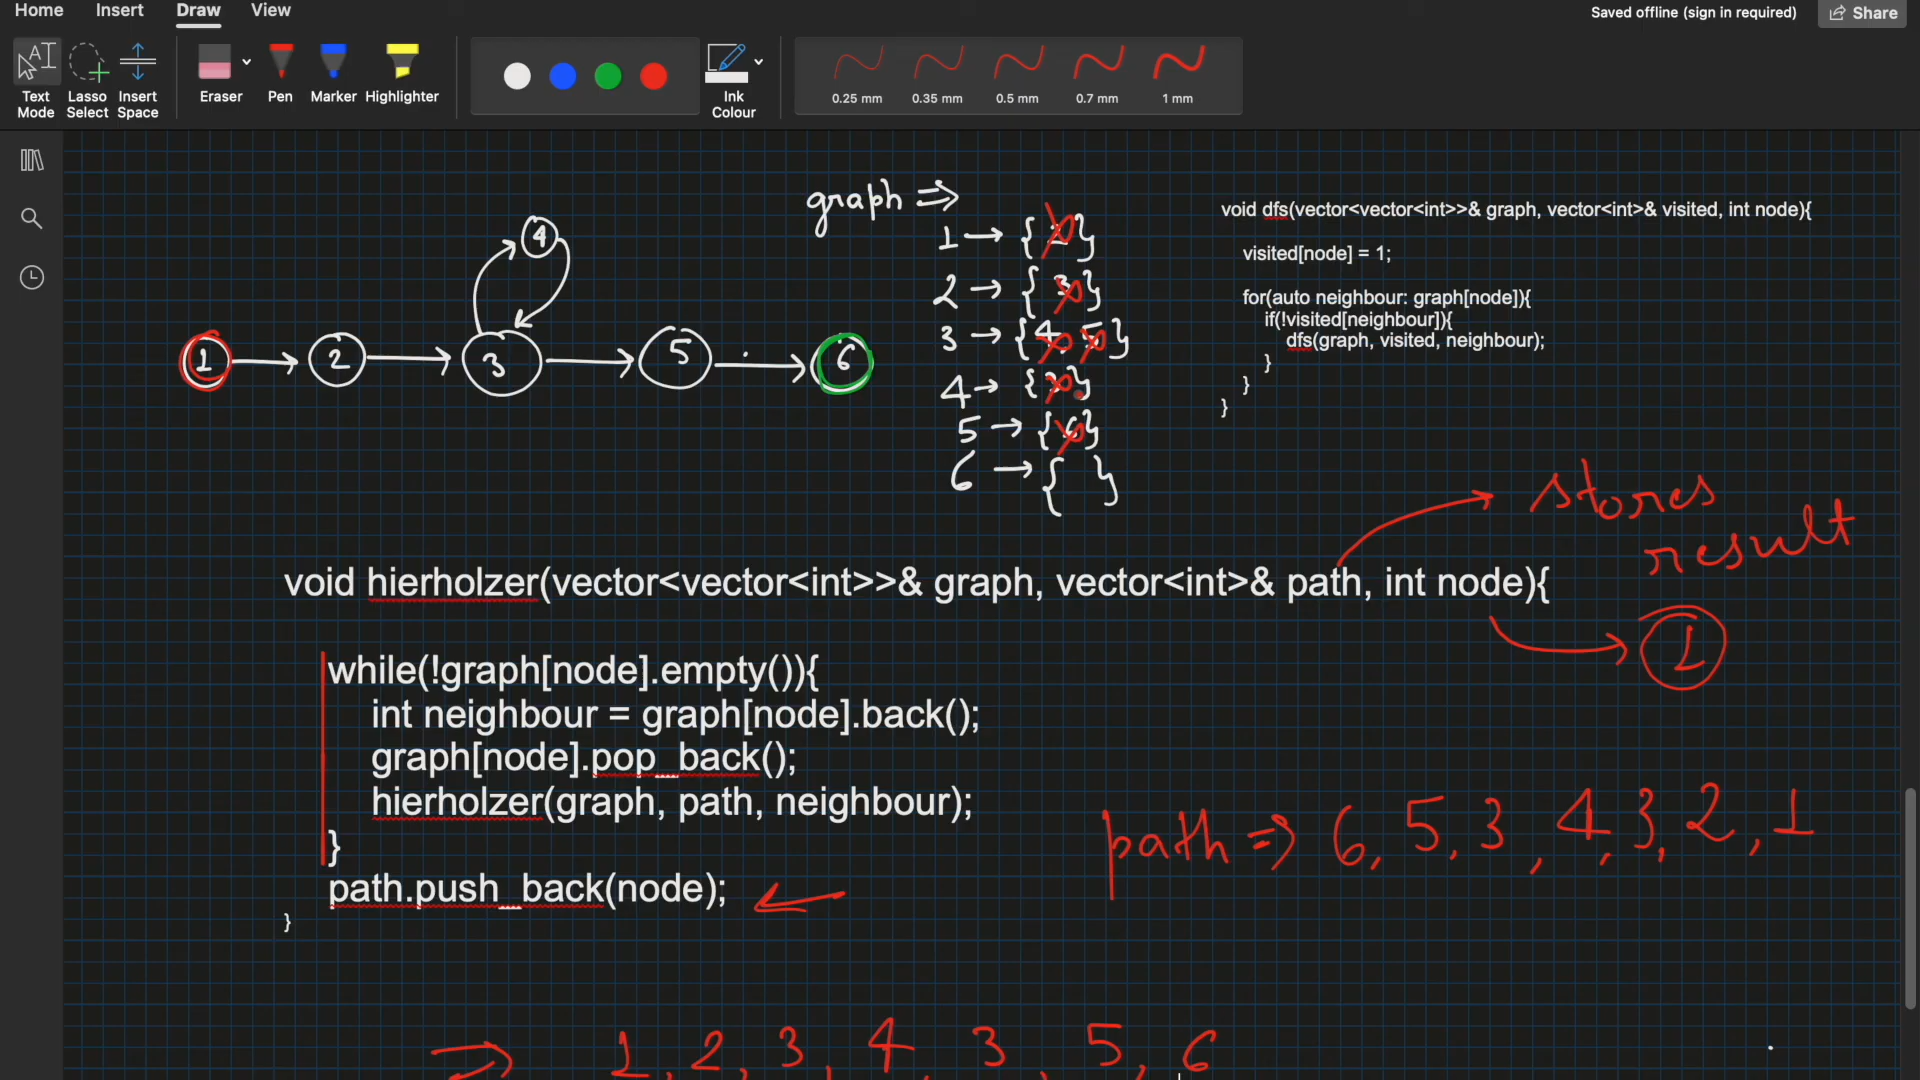 Home Insert Draw View
Saved offline (sign in required) Share
Text Mode
Lasso Select
Insert Space
Eraser
Pen
Marker
Highlighter
Ink Colour
0.25 mm
0.35 mm
0.5 mm
0.7 mm
1 mm
4
1
2
3
5
6
graph ⇒
1 → { 2 }
2 → { 3 }
3 → {4, 5}
4 → {3}
5 → {6}
6 → { }
void dfs(vector<vector<int>>& graph, vector<int>& visited, int node){
visited[node] = 1;
for(auto neighbour: graph[node]){
if(!visited[neighbour]){
dfs(graph, visited, neighbour);
}
}
}
stores
result
void hierholzer(vector<vector<int>>& graph, vector<int>& path, int node){
1
while(!graph[node].empty()){
int neighbour = graph[node].back();
graph[node].pop_back();
hierholzer(graph, path, neighbour);
}
path.push_back(node);
}
path ⇒ 6, 5, 3, 4, 3, 2, 1
⇒ 1, 2, 3, 4, 3, 5, 6